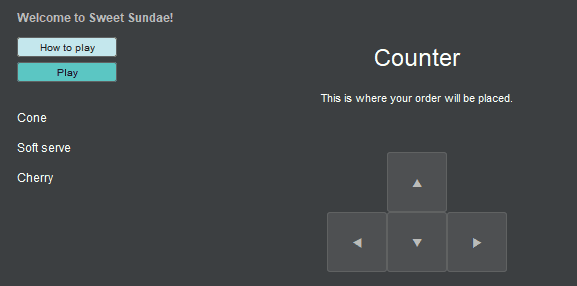 Welcome to Sweet Sundae!
How to play
Play
Cone
Soft serve
Cherry
Counter
This is where your order will be placed.